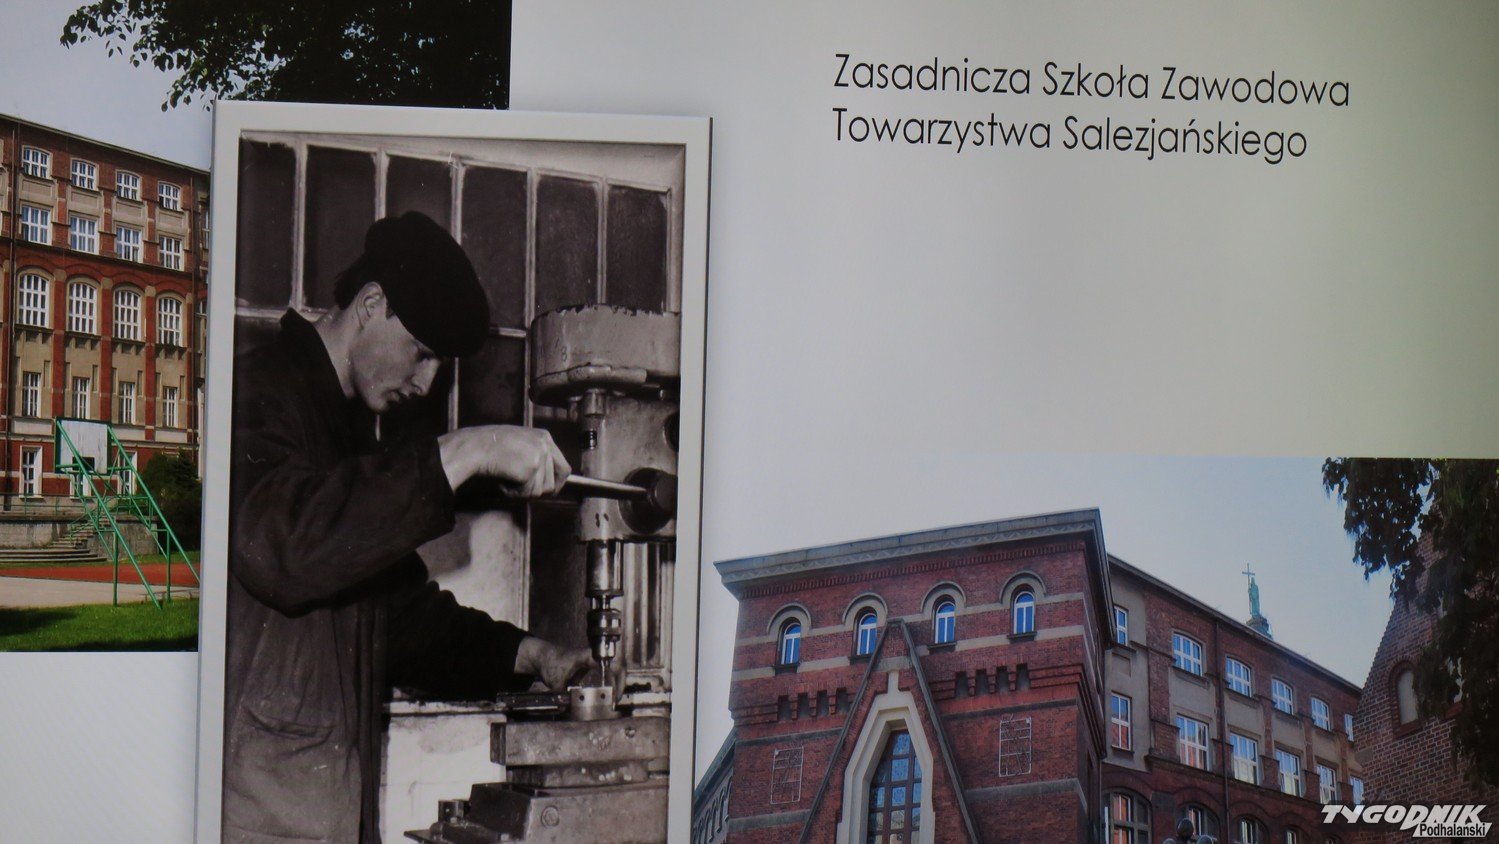 Zasadnicza Szkoła Zawodowa
Towarzystwa Salezjańskiego
TYGODNIK
Podhalański